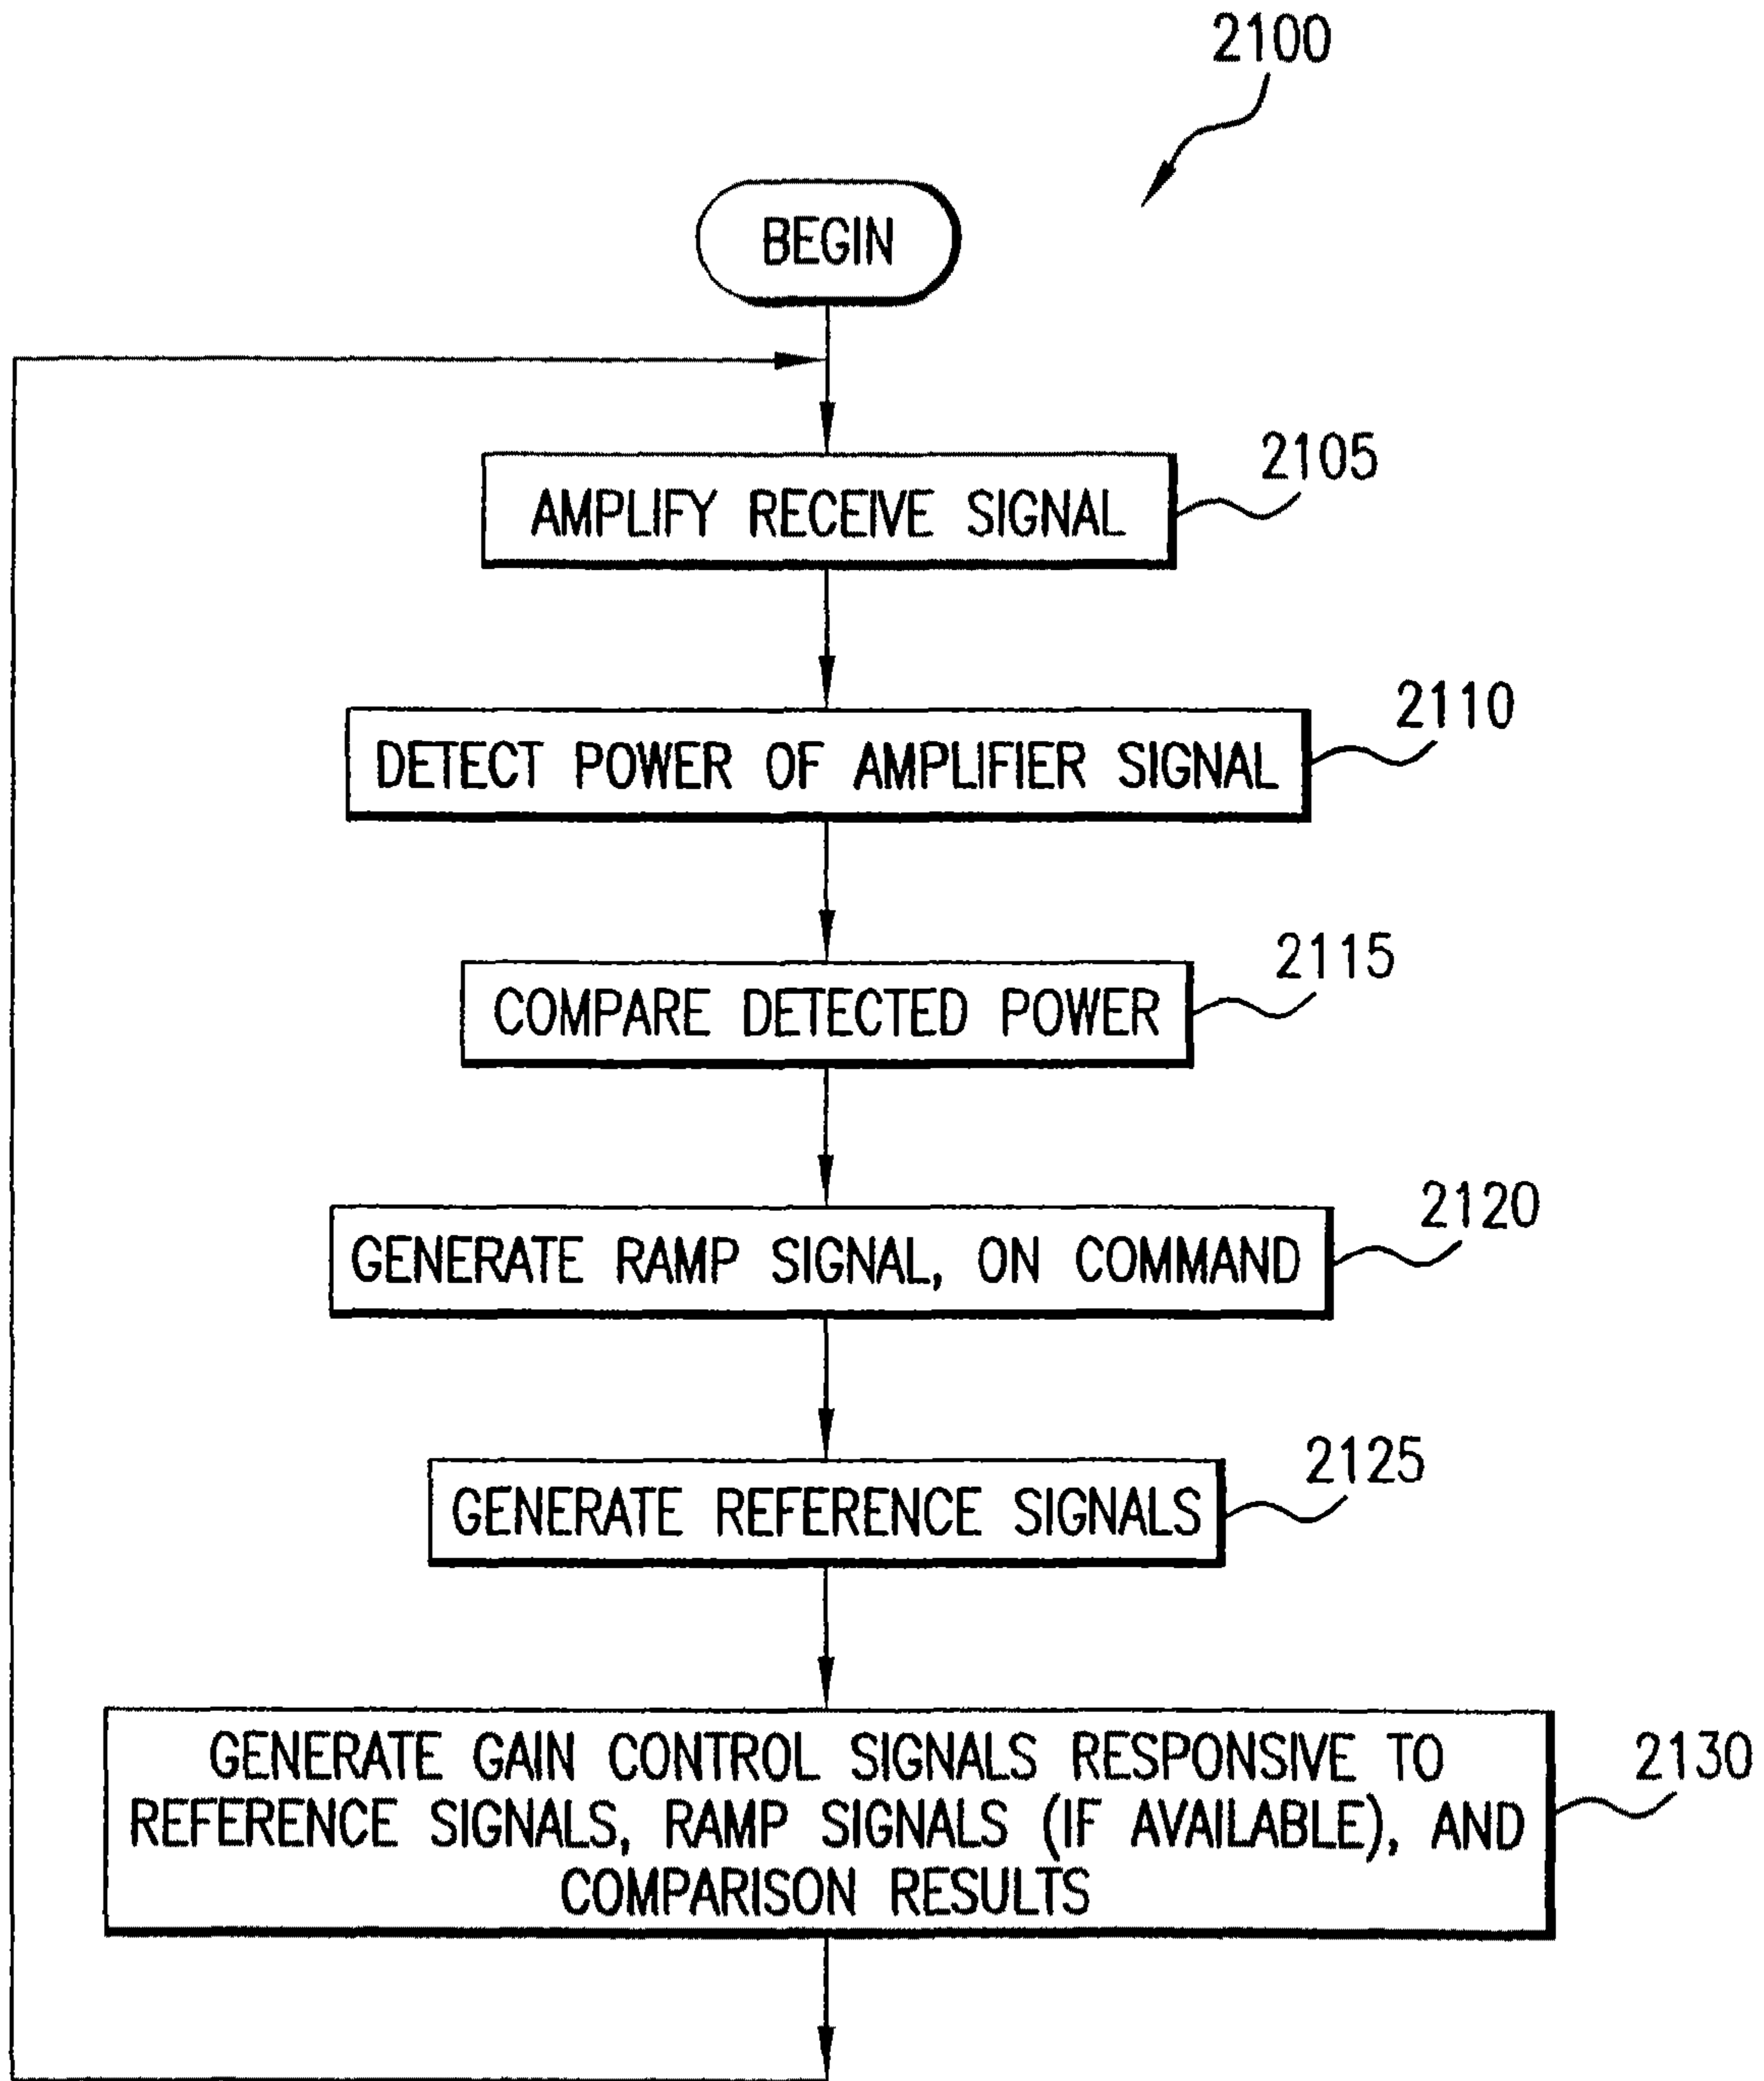 2100
BEGIN
2105
AMPLIFY RECEIVE SIGNAL
2110
DETECT POWER OF AMPLIFIER SIGNAL
2115
COMPARE DETECTED POWER
2120
GENERATE RAMP SIGNAL, ON COMMAND
2125
GENERATE REFERENCE SIGNALS
2130
GENERATE GAIN CONTROL SIGNALS RESPONSIVE TO
REFERENCE SIGNALS, RAMP SIGNALS (IF AVAILABLE), AND
COMPARISON RESULTS